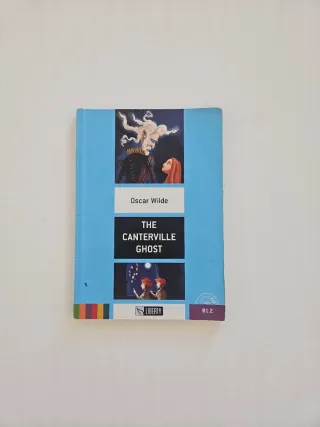 Oscar Wilde
THE
CANTERVILLE
GHOST
LIBERTY
B1.2